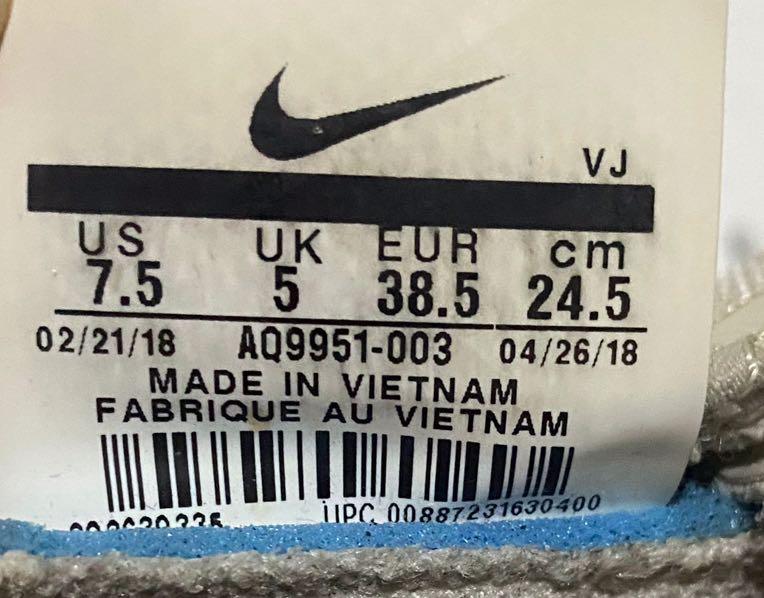 VJ
US UK EUR cm
7.5 5 38.5 24.5
02/21/18 AQ9951-003 04/26/18
MADE IN VIETNAM
FABRIQUE AU VIETNAM
UPC 00887231630400